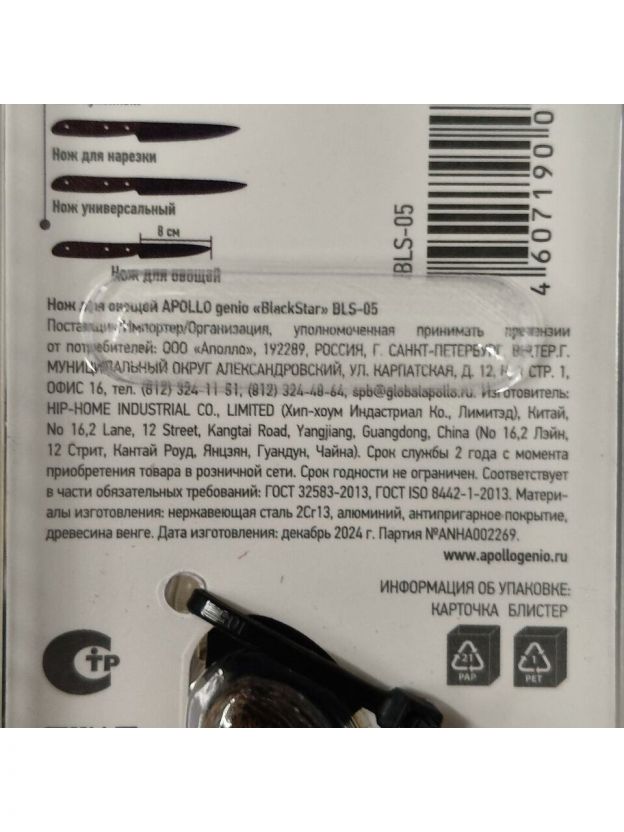 Нож для нарезки
Нож универсальный
8 см
Нож для овощей
BLS-05
4 607190 0
Нож для овощей APOLLO genio «BlackStar» BLS-05
Поставщик/Импортер/Организация, уполномоченная принимать претензии
от потребителей: ООО «Аполло», 192289, РОССИЯ, Г. САНКТ-ПЕТЕРБУРГ, ВН.ТЕР.Г.
МУНИЦИПАЛЬНЫЙ ОКРУГ АЛЕКСАНДРОВСКИЙ, УЛ. КАРПАТСКАЯ, Д. 12, СТР. 1,
ОФИС 16, тел. (812) 324-11-51, (812) 324-48-64, spb@globalapollo.ru. Изготовитель:
HIP-HOME INDUSTRIAL CO., LIMITED (Хип-хоум Индастриал Ко., Лимитэд), Китай,
No 16,2 Lane, 12 Street, Kangtai Road, Yangjiang, Guangdong, China (No 16,2 Лэйн,
12 Стрит, Кантай Роуд, Янцзян, Гуандун, Чайна). Срок службы 2 года с момента
приобретения товара в розничной сети. Срок годности не ограничен. Соответствует
в части обязательных требований: ГОСТ 32583-2013, ГОСТ ISO 8442-1-2013. Матери-
алы изготовления: нержавеющая сталь 2Cr13, алюминий, антипригарное покрытие,
древесина венге. Дата изготовления: декабрь 2024 г. Партия №ANHA002269.
www.apollogenio.ru
ИНФОРМАЦИЯ ОБ УПАКОВКЕ:
КАРТОЧКА БЛИСТЕР
СТР
21
PAP
1
PET